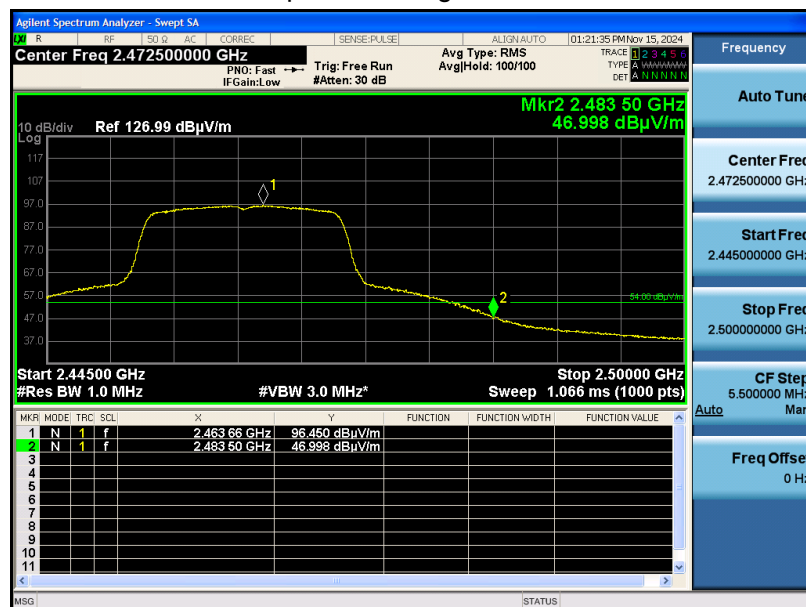 Agilent Spectrum Analyzer - Swept SA
LXI R RF 50 Ω AC CORREC SENSE:PULSE ALIGN AUTO 01:21:35 PM Nov 15, 2024
Center Freq 2.472500000 GHz
PNO: Fast
IFGain:Low
Trig: Free Run
#Atten: 30 dB
Avg Type: RMS
Avg|Hold: 100/100
TRACE 1 2 3 4 5 6
TYPE A WWWWW
DET A N N N N N
Frequency
Auto Tune
Center Freq
2.472500000 GHz
Start Freq
2.445000000 GHz
Stop Freq
2.500000000 GHz
CF Step
5.500000 MHz
Auto Man
Freq Offset
0 Hz
Mkr2 2.483 50 GHz
46.998 dBµV/m
10 dB/div Ref 126.99 dBµV/m
Log
117
107
97.0
87.0
77.0
67.0
57.0
47.0
37.0
1
2
54.00 dBµV/m
Start 2.44500 GHz Stop 2.50000 GHz
#Res BW 1.0 MHz #VBW 3.0 MHz* Sweep 1.066 ms (1000 pts)
MKR MODE TRC SCL X Y FUNCTION FUNCTION WIDTH FUNCTION VALUE
1 N 1 f 2.463 66 GHz 96.450 dBµV/m
2 N 1 f 2.483 50 GHz 46.998 dBµV/m
3
4
5
6
7
8
9
10
11
MSG STATUS